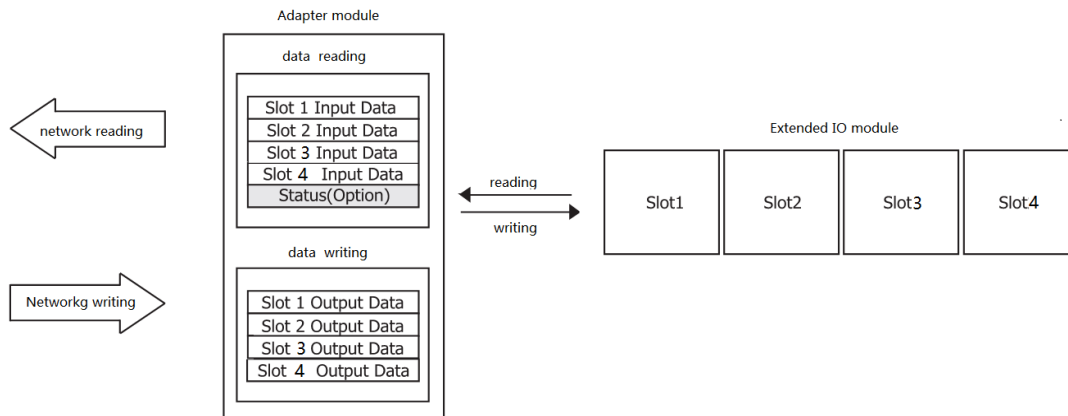 Adapter module
data reading
Slot 1 Input Data
Slot 2 Input Data
Slot 3 Input Data
Slot 4 Input Data
Status(Option)
network reading
reading
writing
Extended IO module
Slot1
Slot2
Slot3
Slot4
data writing
Networkg writing
Slot 1 Output Data
Slot 2 Output Data
Slot 3 Output Data
Slot 4 Output Data